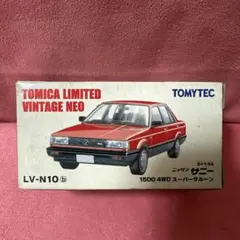 TOMICA LIMITED
VINTAGE NEO
TOMYTEC
LV-N10 b
ニッサン サニー
1500 4WD スーパーサルーン